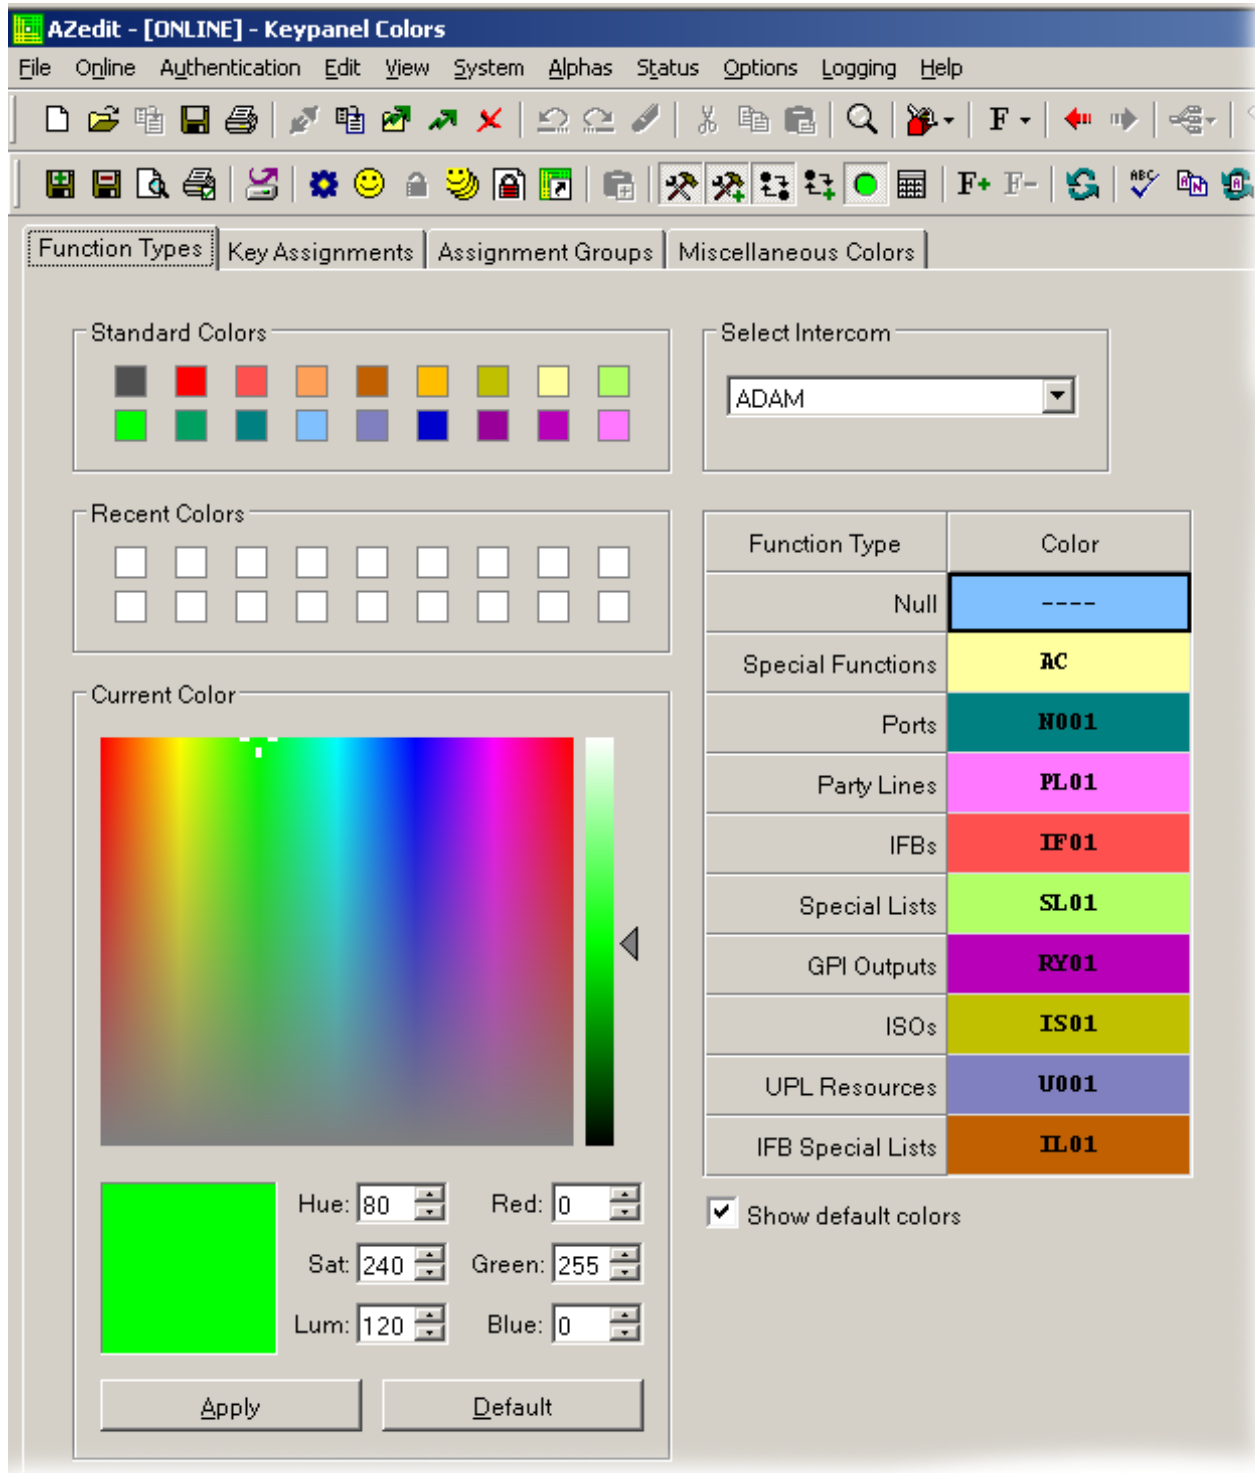 AZedit - [ONLINE] - Keypanel Colors
File Online Authentication Edit View System Alphas Status Options Logging Help
F
F+ F- ABC
Function Types Key Assignments Assignment Groups Miscellaneous Colors
Standard Colors
Select Intercom
ADAM
Recent Colors
Function Type Color
Null ----
Special Functions AC
Ports N001
Party Lines PL01
IFBs IF01
Special Lists SL01
GPI Outputs RY01
ISOs IS01
UPL Resources U001
IFB Special Lists IL01
Show default colors
Current Color
Hue: 80 Red: 0
Sat: 240 Green: 255
Lum: 120 Blue: 0
Apply Default